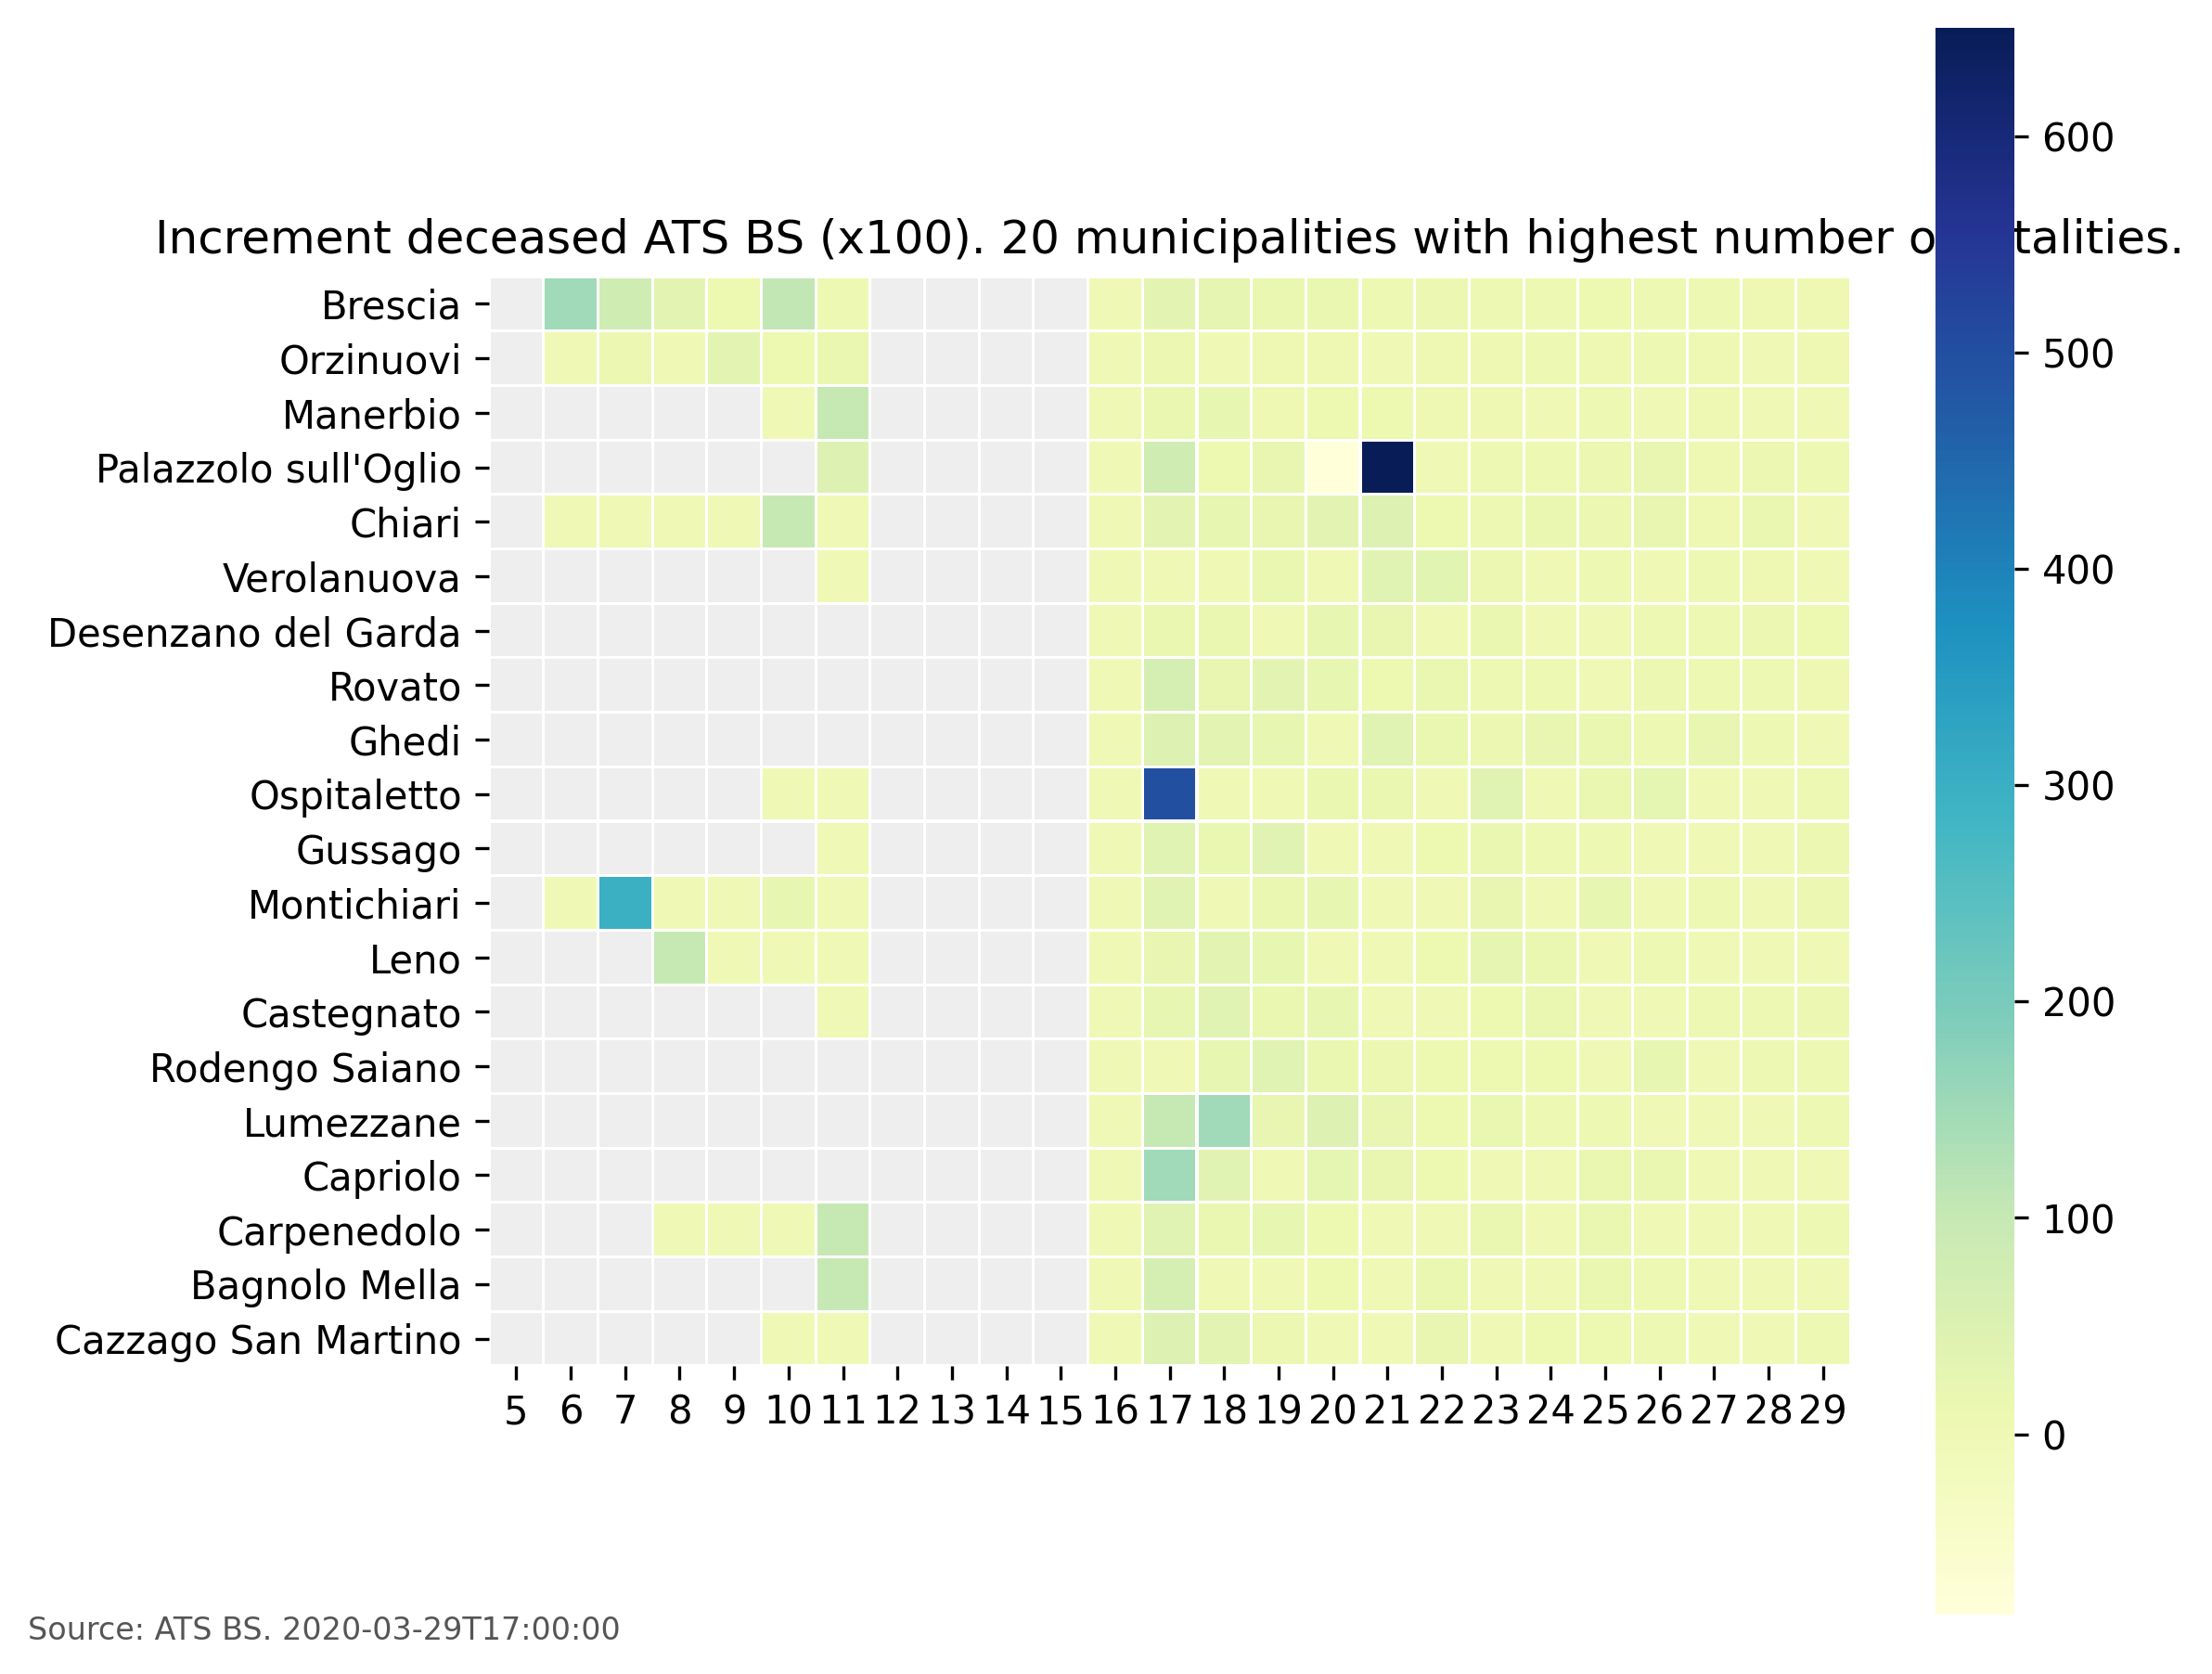 Increment deceased ATS BS (x100). 20 municipalities with highest number
Brescia
Orzinuovi
Manerbio
Palazzolo sull'Oglio
Chiari
Verolanuova
Desenzano del Garda
Rovato
Ghedi
Ospitaletto
Gussago
Montichiari
Leno
Castegnato
Rodengo Saiano
Lumezzane
Capriolo
Carpenedolo
Bagnolo Mella
Cazzago San Martino
5 6 7 8 9 10 11 12 13 14 15 16 17 18 19 20 21 22 23 24 25 26 27 28 29
600
500
400
300
200
100
0
Source: ATS BS. 2020-03-29T17:00:00